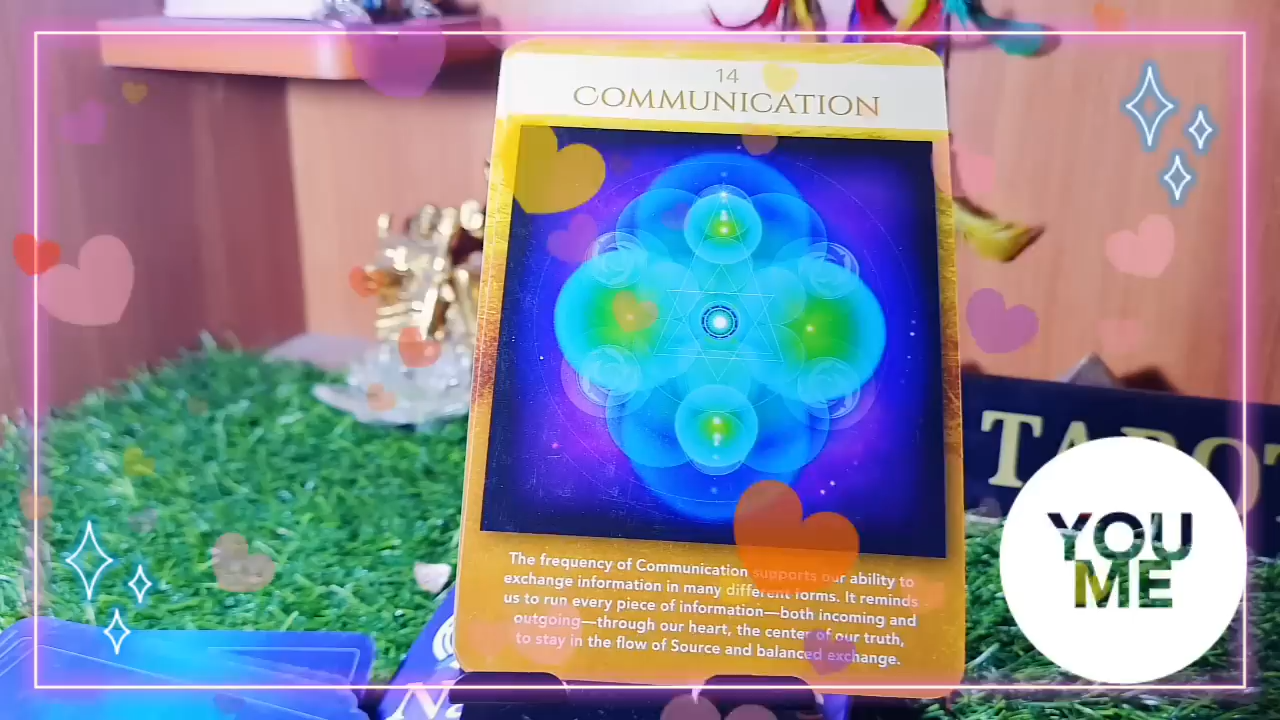 14
COMMUNICATION
The frequency of Communication supports our ability to
exchange information in many different forms. It reminds
us to run every piece of information—both incoming and
outgoing—through our heart, the center of our truth,
to stay in the flow of Source and balanced exchange.
TAROT
YOU
ME